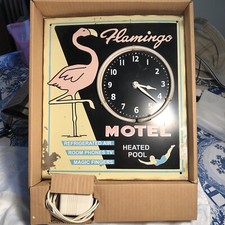 Flamingo
12
1
2
3
4
5
6
7
8
9
10
11
MOTEL
REFRIGERATED AIR
ROOM PHONES TV
MAGIC FINGERS
HEATED
POOL